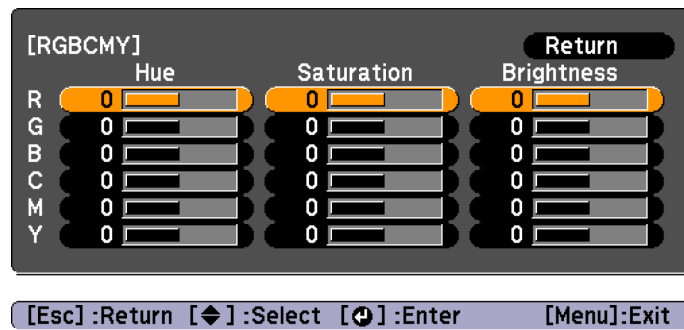 [RGBCMY] Return
Hue Saturation Brightness
R 0 0 0
G 0 0 0
B 0 0 0
C 0 0 0
M 0 0 0
Y 0 0 0
[Esc] :Return [◆] :Select [⏎] :Enter [Menu]:Exit